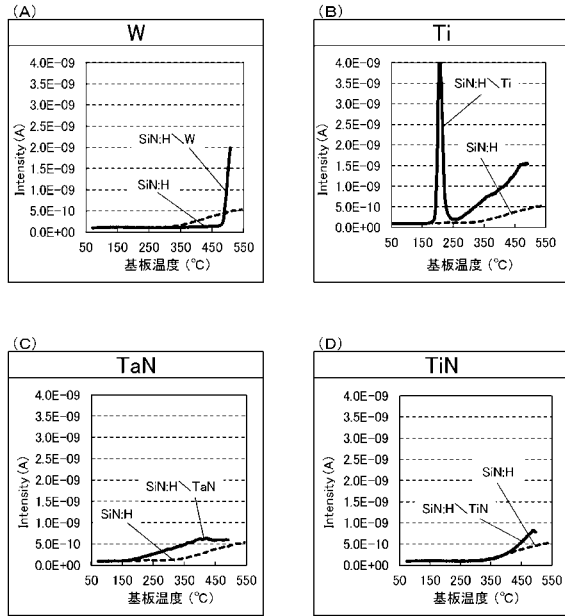 (A)
W
4.0E-09
3.5E-09
3.0E-09
2.5E-09
2.0E-09
1.5E-09
1.0E-09
5.0E-10
0.0E+00
Intensity (A)
SiN:H\W
SiN:H
50 150 250 350 450 550
基板温度 (℃)
(B)
Ti
4.0E-09
3.5E-09
3.0E-09
2.5E-09
2.0E-09
1.5E-09
1.0E-09
5.0E-10
0.0E+00
Intensity (A)
SiN:H\Ti
SiN:H
50 150 250 350 450 550
基板温度 (℃)
(C)
TaN
4.0E-09
3.5E-09
3.0E-09
2.5E-09
2.0E-09
1.5E-09
1.0E-09
5.0E-10
0.0E+00
Intensity (A)
SiN:H\TaN
SiN:H
50 150 250 350 450 550
基板温度 (℃)
(D)
TiN
4.0E-09
3.5E-09
3.0E-09
2.5E-09
2.0E-09
1.5E-09
1.0E-09
5.0E-10
0.0E+00
Intensity (A)
SiN:H
SiN:H\TiN
50 150 250 350 450 550
基板温度 (℃)